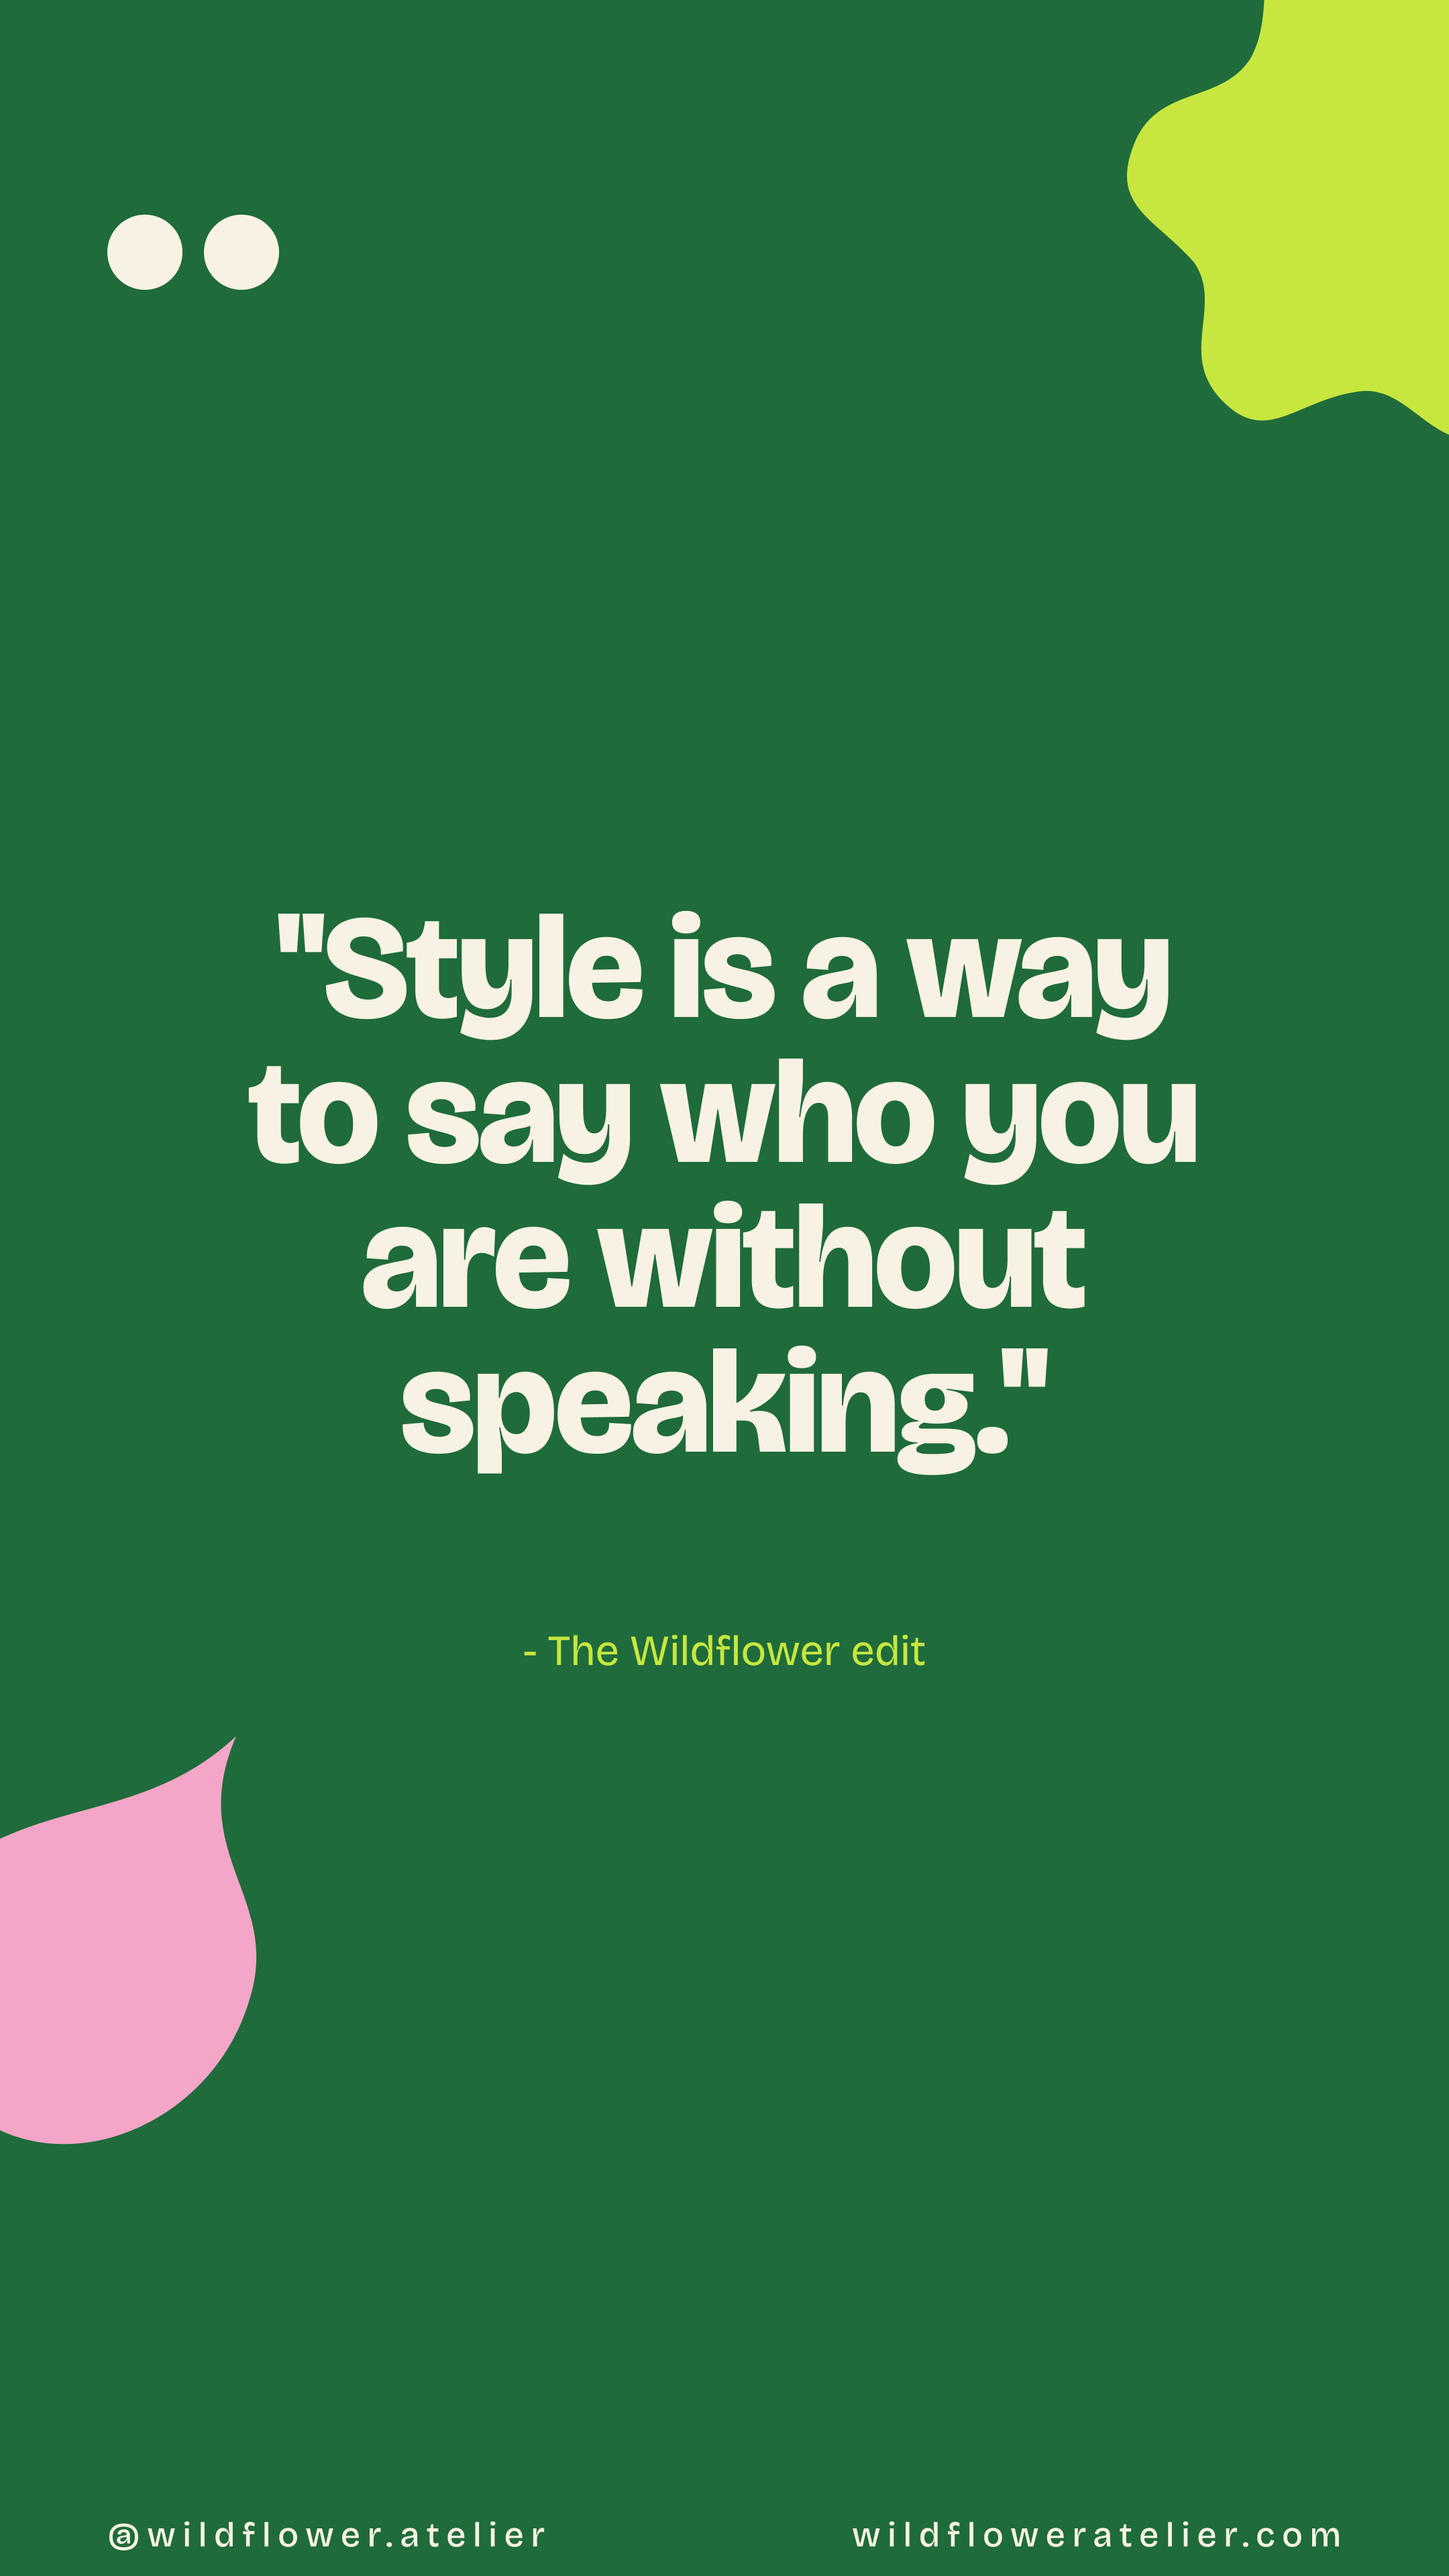 "Style is a way
to say who you
are without
speaking."
- The Wildflower edit
@wildflower.atelier
wildfloweratelier.com